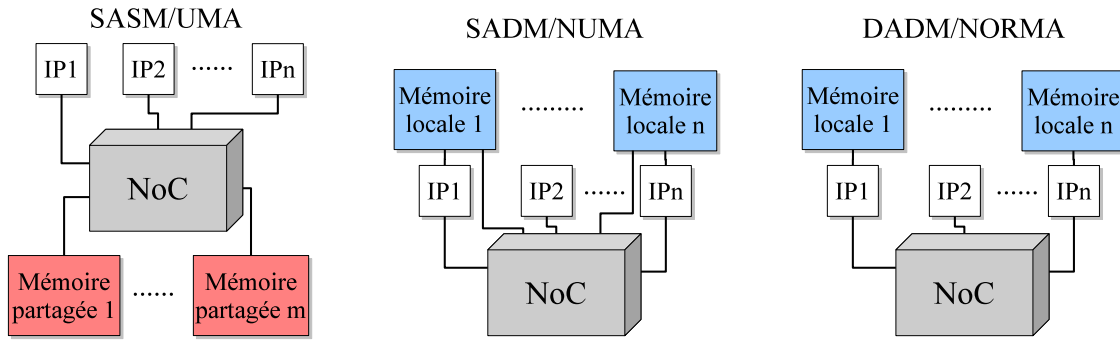 SASM/UMA
IP1 IP2 ...... IPn
NoC
Mémoire
partagée 1
......
Mémoire
partagée m
SADM/NUMA
Mémoire
locale 1
.........
Mémoire
locale n
IP1 IP2 ...... IPn
NoC
DADM/NORMA
Mémoire
locale 1
.........
Mémoire
locale n
IP1 IP2 ...... IPn
NoC